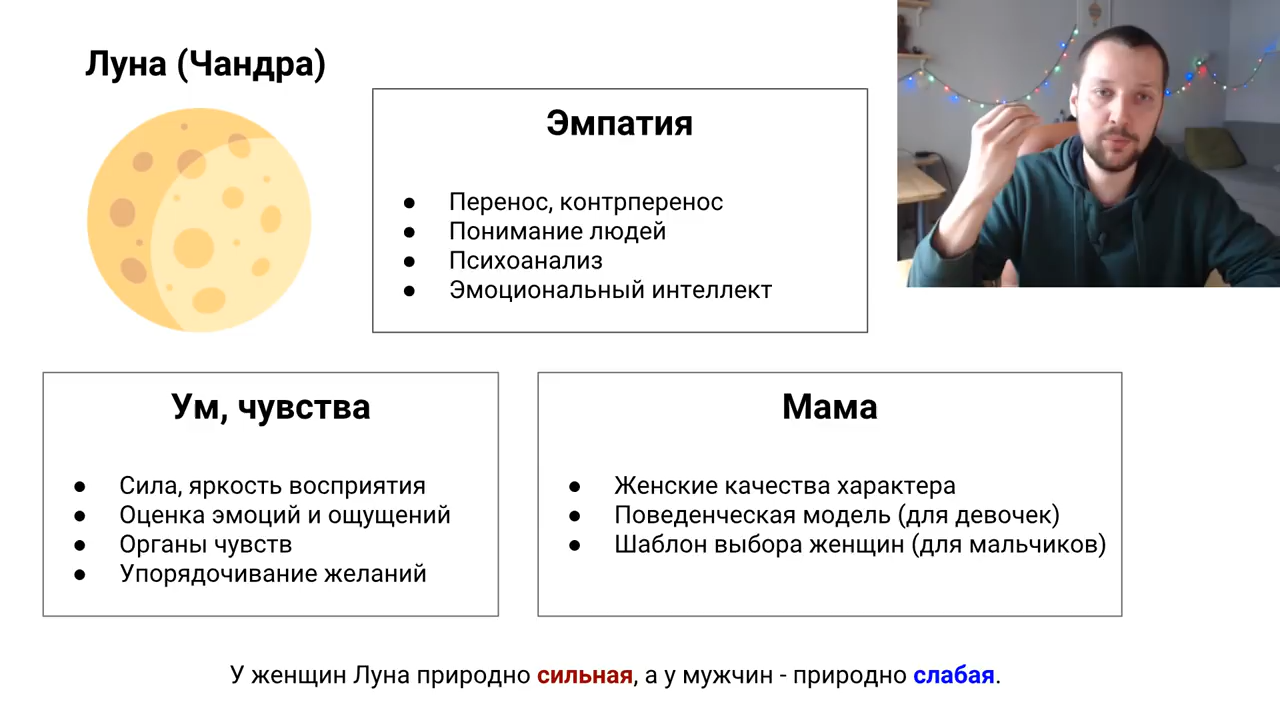 Луна (Чандра)
Эмпатия
● Перенос, контрперенос
● Понимание людей
● Психоанализ
● Эмоциональный интеллект
Ум, чувства
● Сила, яркость восприятия
● Оценка эмоций и ощущений
● Органы чувств
● Упорядочивание желаний
Мама
● Женские качества характера
● Поведенческая модель (для девочек)
● Шаблон выбора женщин (для мальчиков)
У женщин Луна природно сильная, а у мужчин - природно слабая.